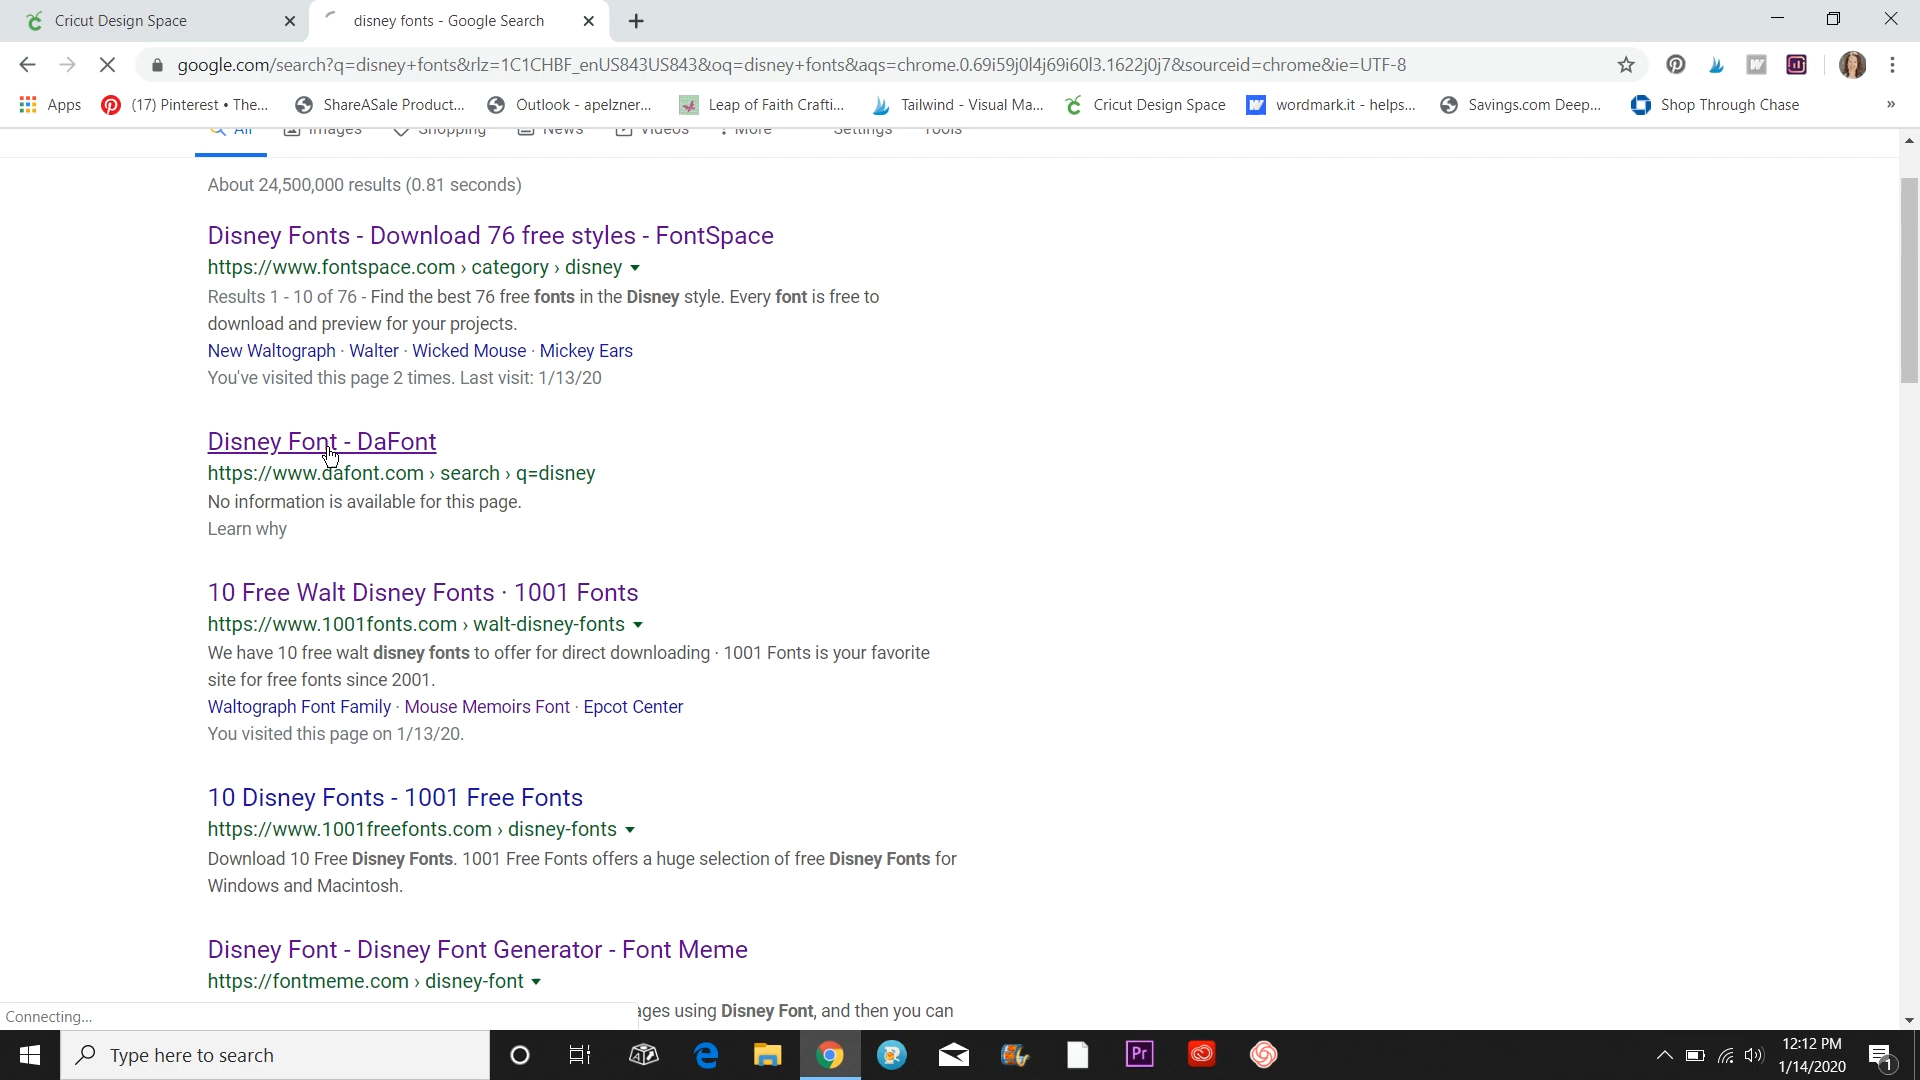 Cricut Design Space
disney fonts - Google Search
google.com/search?q=disney+fonts&rlz=1C1CHBF_enUS843US843&oq=disney+fonts&aqs=chrome.0.69i59j0l4j69i60l3.1622j0j7&sourceid=chrome&ie=UTF-8
Apps (17) Pinterest • The... ShareASale Product... Outlook - apelzner... Leap of Faith Crafti... Tailwind - Visual Ma... Cricut Design Space wordmark.it - helps... Savings.com Deep... Shop Through Chase »
All Images Shopping News Videos More Settings Tools
About 24,500,000 results (0.81 seconds)
Disney Fonts - Download 76 free styles - FontSpace
https://www.fontspace.com › category › disney
Results 1 - 10 of 76 - Find the best 76 free fonts in the Disney style. Every font is free to
download and preview for your projects.
New Waltograph · Walter · Wicked Mouse · Mickey Ears
You've visited this page 2 times. Last visit: 1/13/20
Disney Font - DaFont
https://www.dafont.com › search › q=disney
No information is available for this page.
Learn why
10 Free Walt Disney Fonts · 1001 Fonts
https://www.1001fonts.com › walt-disney-fonts
We have 10 free walt disney fonts to offer for direct downloading · 1001 Fonts is your favorite
site for free fonts since 2001.
Waltograph Font Family · Mouse Memoirs Font · Epcot Center
You visited this page on 1/13/20.
10 Disney Fonts - 1001 Free Fonts
https://www.1001freefonts.com › disney-fonts
Download 10 Free Disney Fonts. 1001 Free Fonts offers a huge selection of free Disney Fonts for
Windows and Macintosh.
Disney Font - Disney Font Generator - Font Meme
https://fontmeme.com › disney-font
ages using Disney Font, and then you can
Connecting...
Type here to search
Pr
12:12 PM
1/14/2020
1